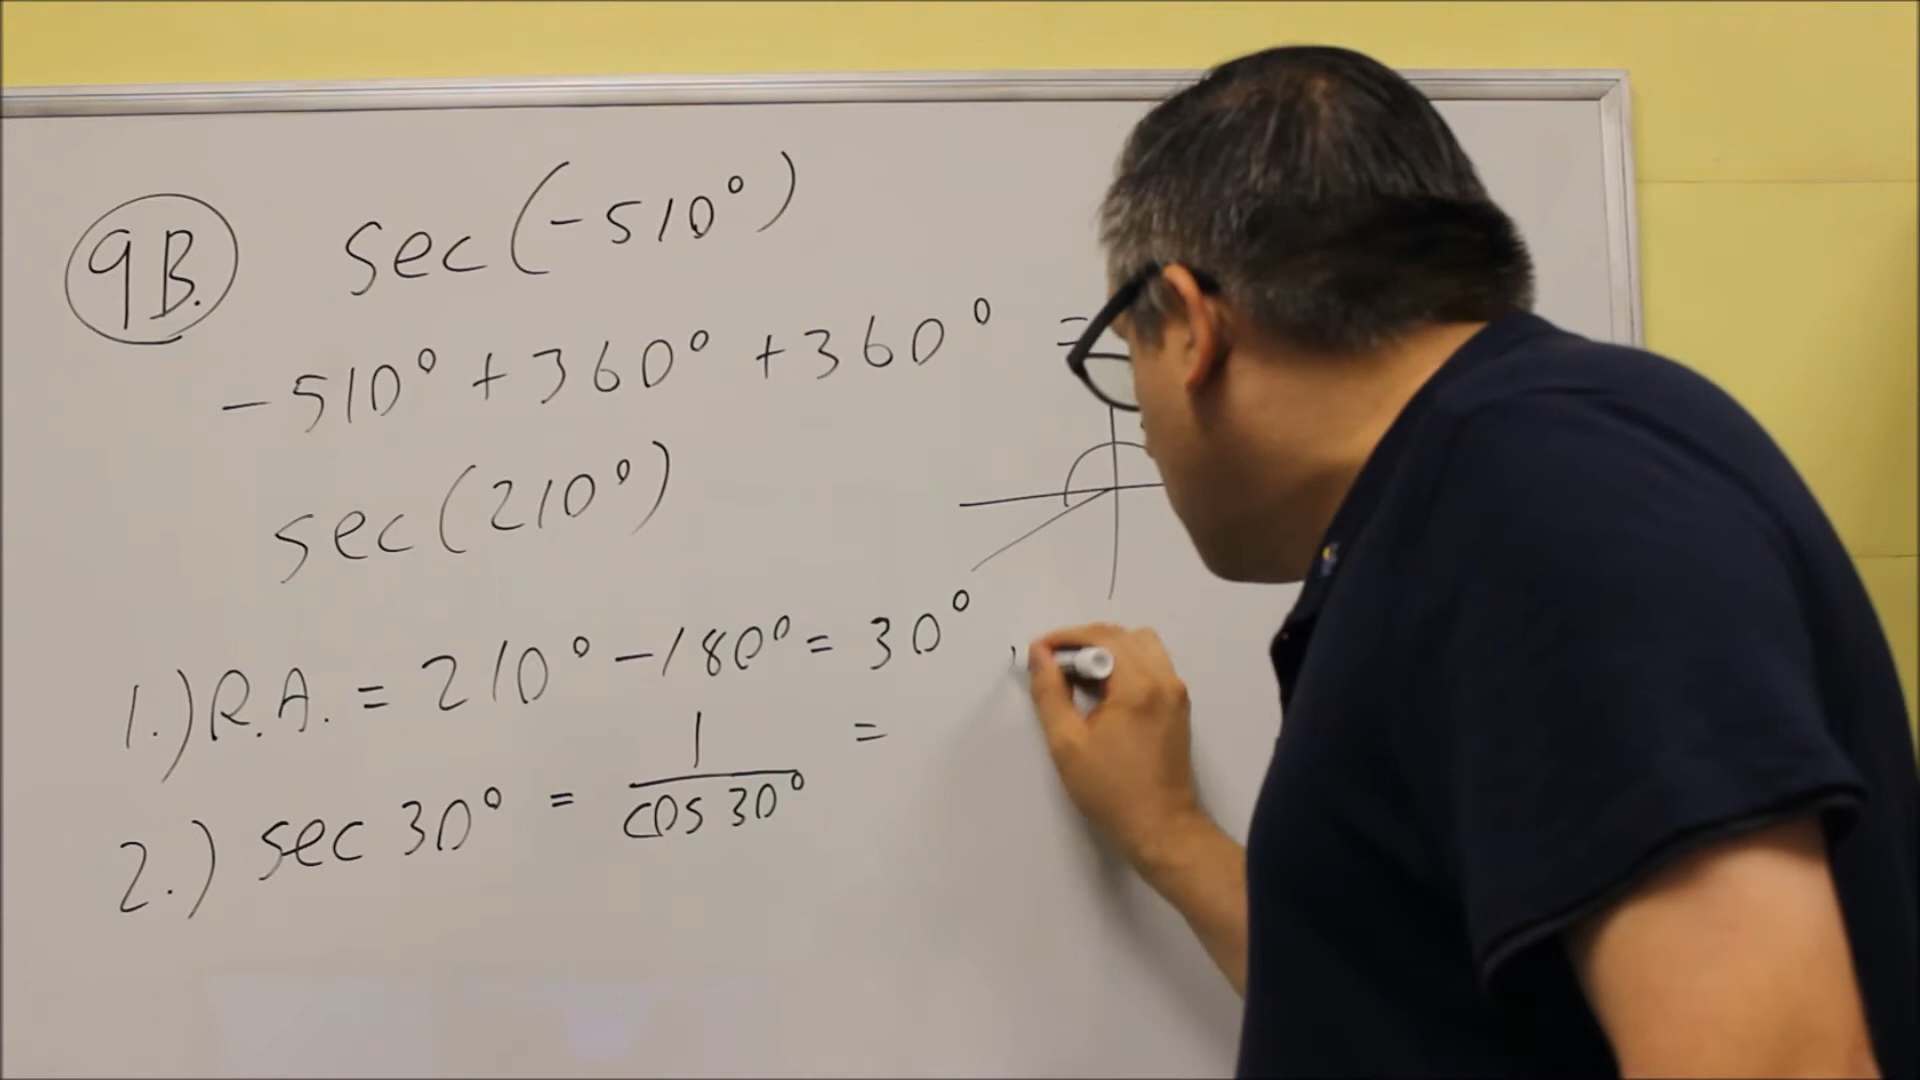 9B. sec(-510°)
-510° + 360° + 360° =
sec(210°)
1.) R.A. = 210° - 180° = 30°
2.) sec 30° = 1/cos 30° =